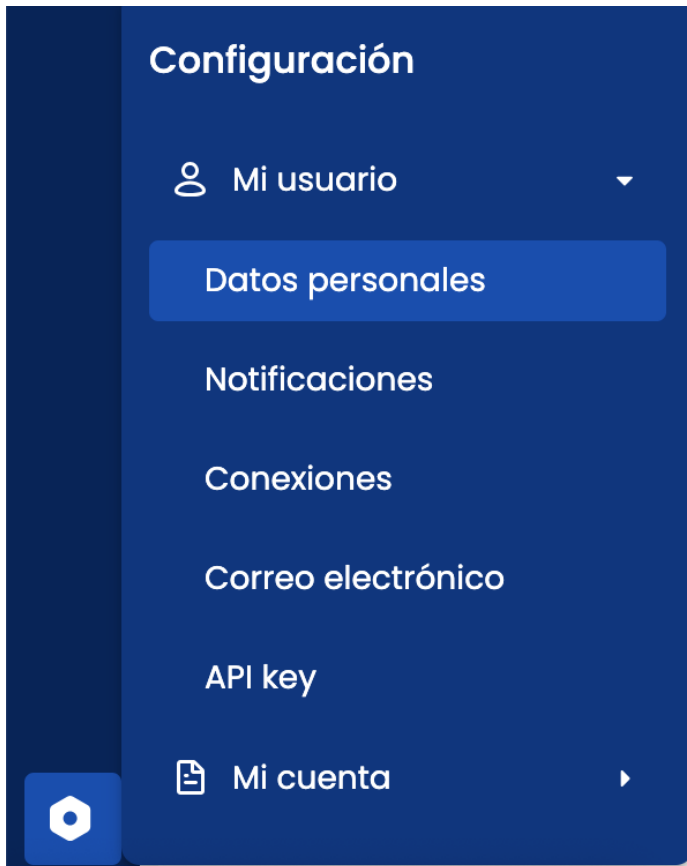 Configuración
Mi usuario
Datos personales
Notificaciones
Conexiones
Correo electrónico
API key
Mi cuenta